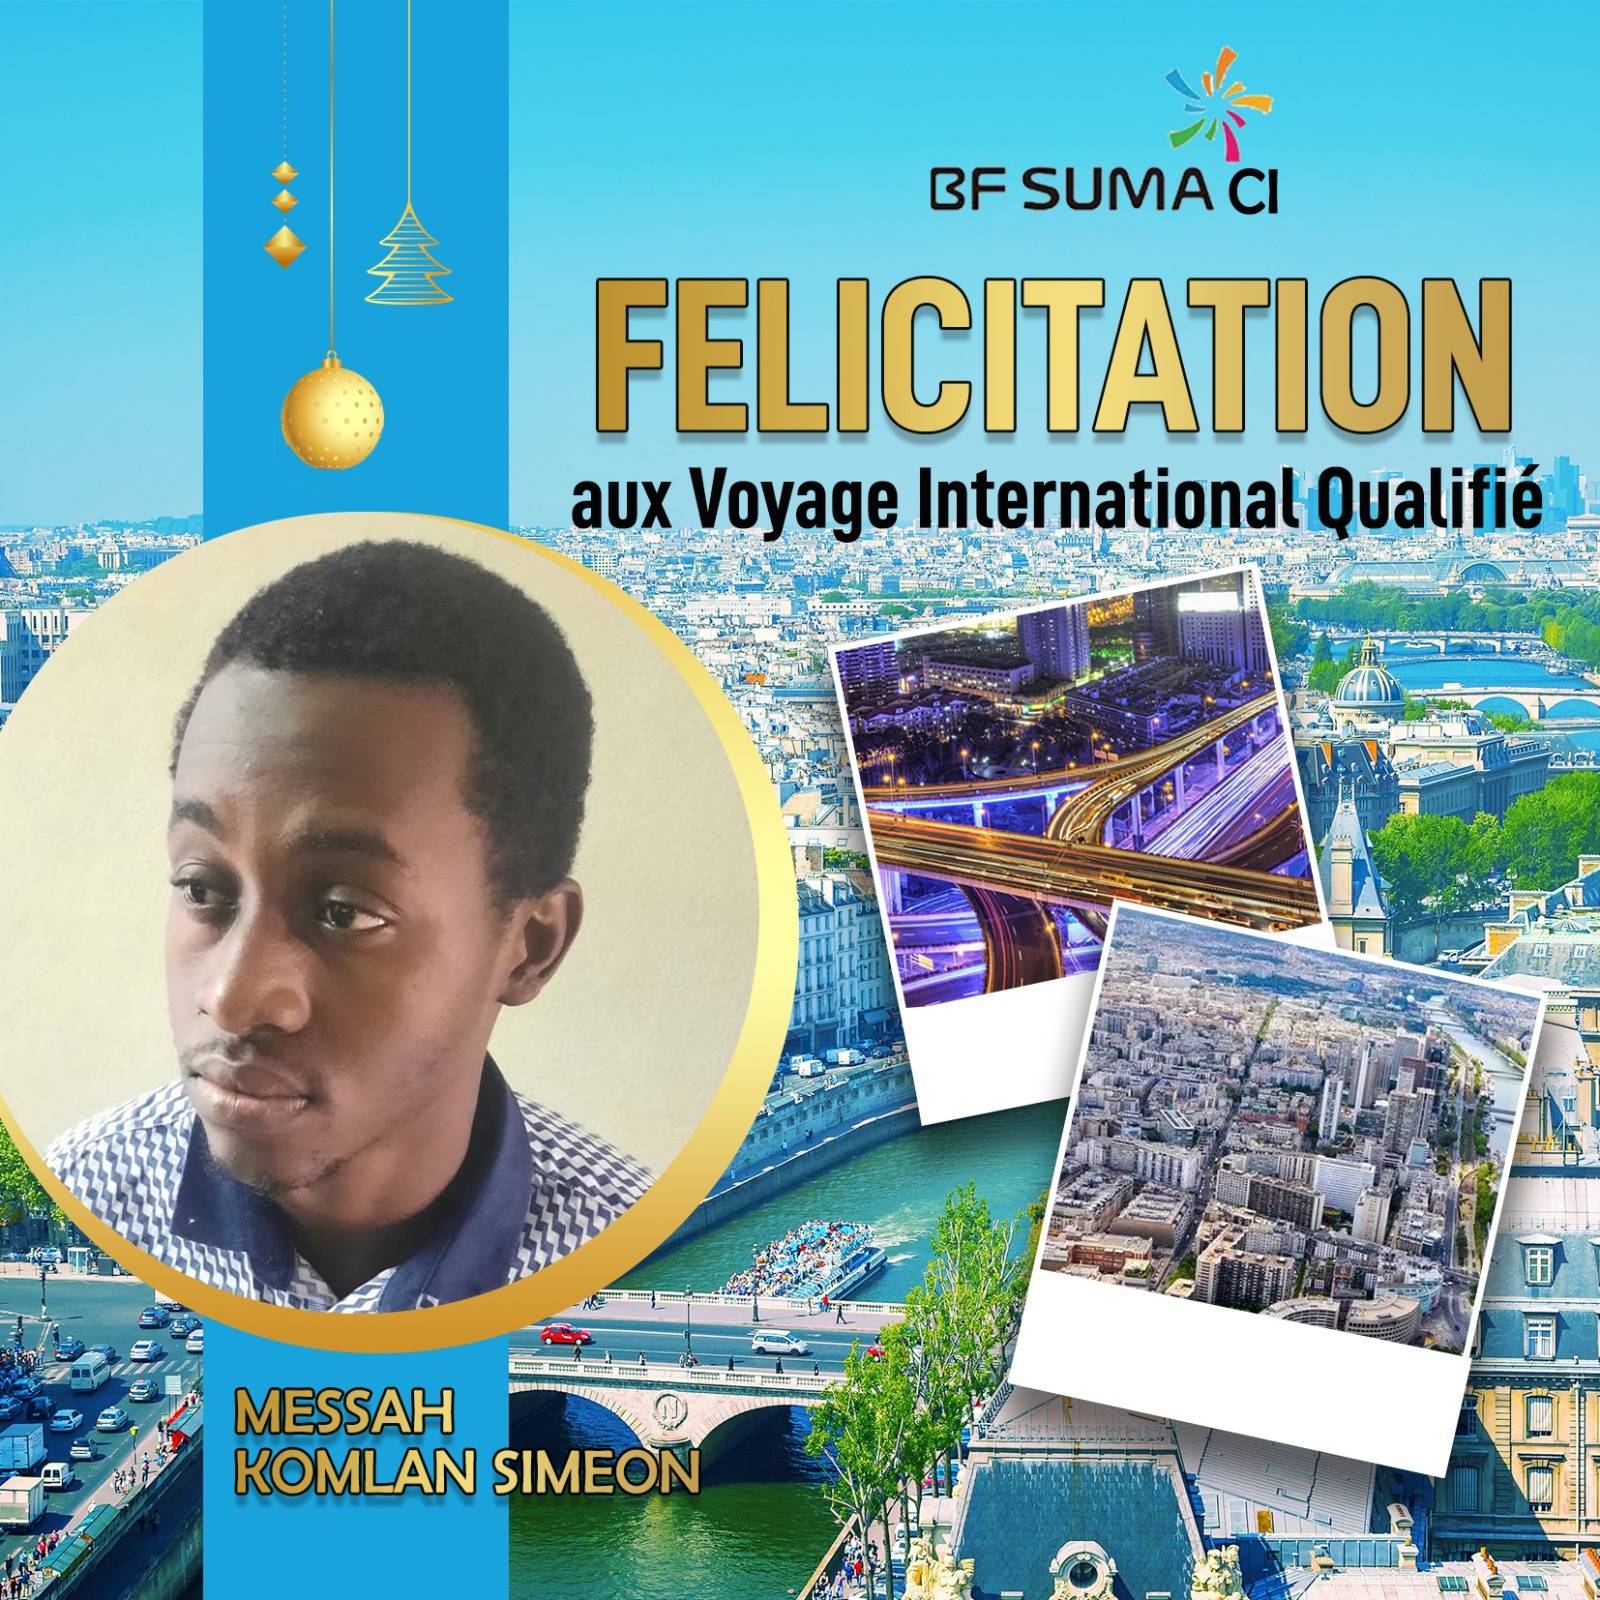 BF SUMA CI
FELICITATION
aux Voyage International Qualifié
MESSAH
KOMLAN SIMEON
N